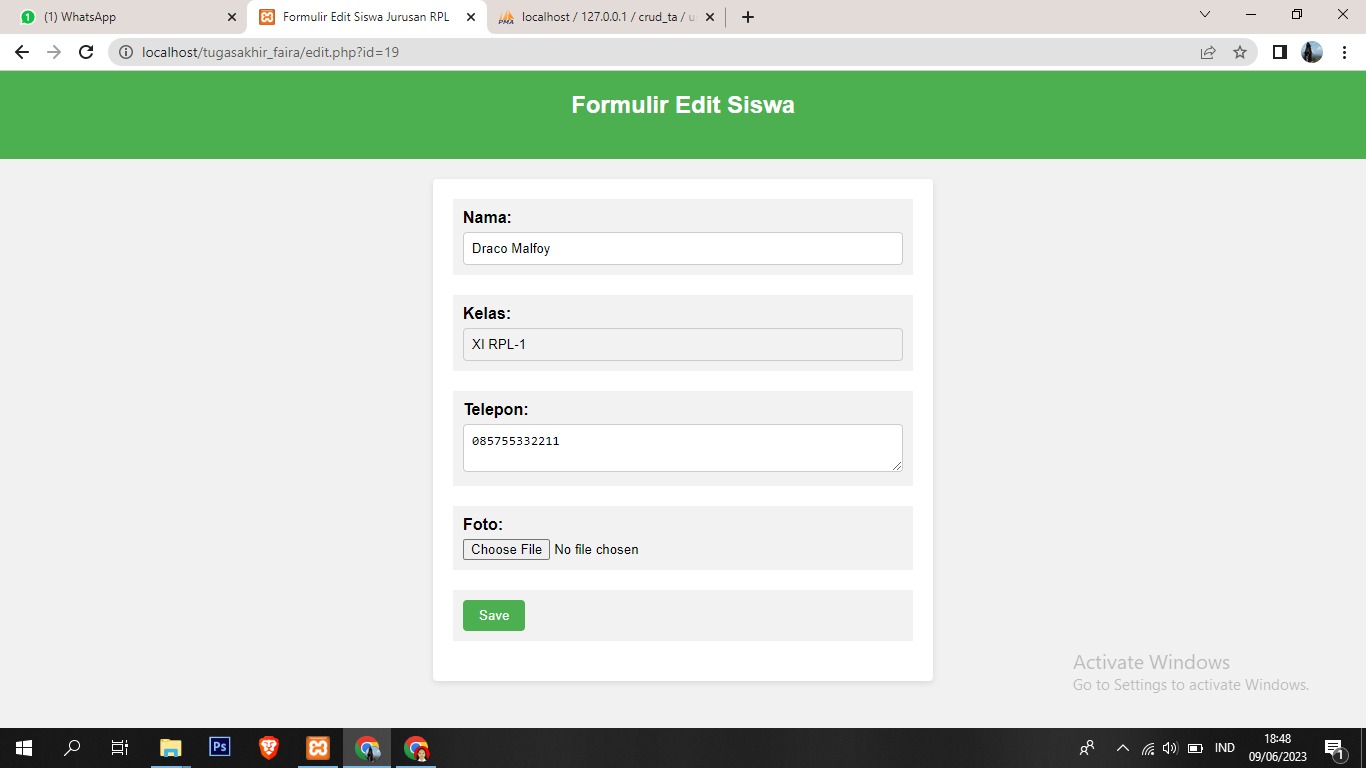 (1) WhatsApp
Formulir Edit Siswa Jurusan RPL
localhost / 127.0.0.1 / crud_ta / u
localhost/tugasakhir_faira/edit.php?id=19
Formulir Edit Siswa
Nama:
Draco Malfoy
Kelas:
XI RPL-1
Telepon:
085755332211
Foto:
Choose File No file chosen
Save
Activate Windows
Go to Settings to activate Windows.
Ps
IND
18:48
09/06/2023
1